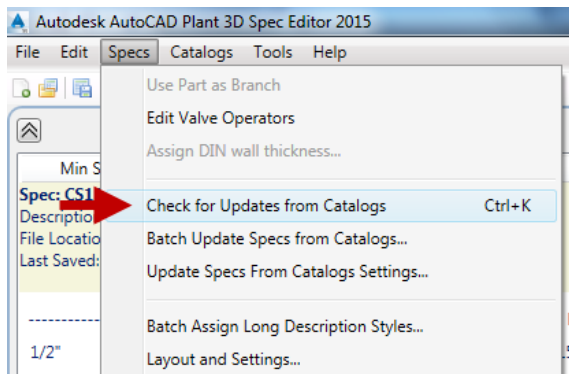 Autodesk AutoCAD Plant 3D Spec Editor 2015
File Edit Specs Catalogs Tools Help
Use Part as Branch
Edit Valve Operators
Assign DIN wall thickness...
Min S
Spec: CS1
Check for Updates from Catalogs Ctrl+K
Description
File Locatio
Batch Update Specs from Catalogs...
Last Saved:
Update Specs From Catalogs Settings...
----------
Batch Assign Long Description Styles...
1/2"
Layout and Settings...